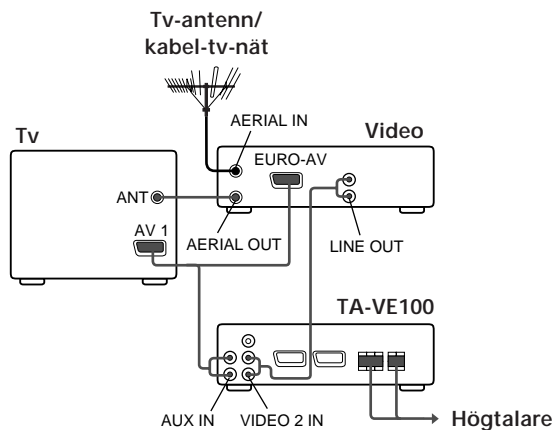 Tv-antenn/
kabel-tv-nät
AERIAL IN
Tv
Video
EURO-AV
ANT
AV 1
AERIAL OUT
LINE OUT
TA-VE100
AUX IN
VIDEO 2 IN
Högtalare